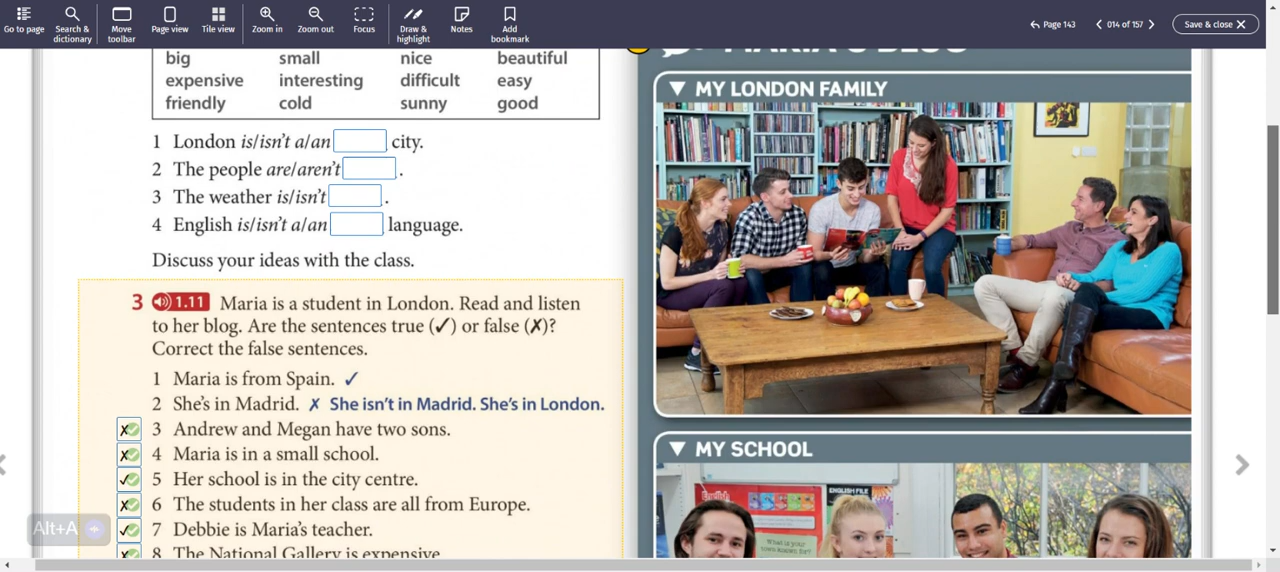 Go to page
Search & dictionary
Move toolbar
Page view
Tile view
Zoom in
Zoom out
Focus
Draw & highlight
Notes
Add bookmark
Page 143
014 of 157
Save & close
big small nice beautiful
expensive interesting difficult easy
friendly cold sunny good
1 London is/isn't a/an city.
2 The people are/aren't .
3 The weather is/isn't .
4 English is/isn't a/an language.
Discuss your ideas with the class.
3 1.11 Maria is a student in London. Read and listen
to her blog. Are the sentences true (✓) or false (✗)?
Correct the false sentences.
1 Maria is from Spain. ✓
2 She's in Madrid. ✗ She isn't in Madrid. She's in London.
✗ 3 Andrew and Megan have two sons.
✗ 4 Maria is in a small school.
✓ 5 Her school is in the city centre.
✗ 6 The students in her class are all from Europe.
✓ 7 Debbie is Maria's teacher.
✗ 8 The National Gallery is expensive
Alt+A
MARIA'S BLOG
MY LONDON FAMILY
MY SCHOOL
English
ENGLISH FILE